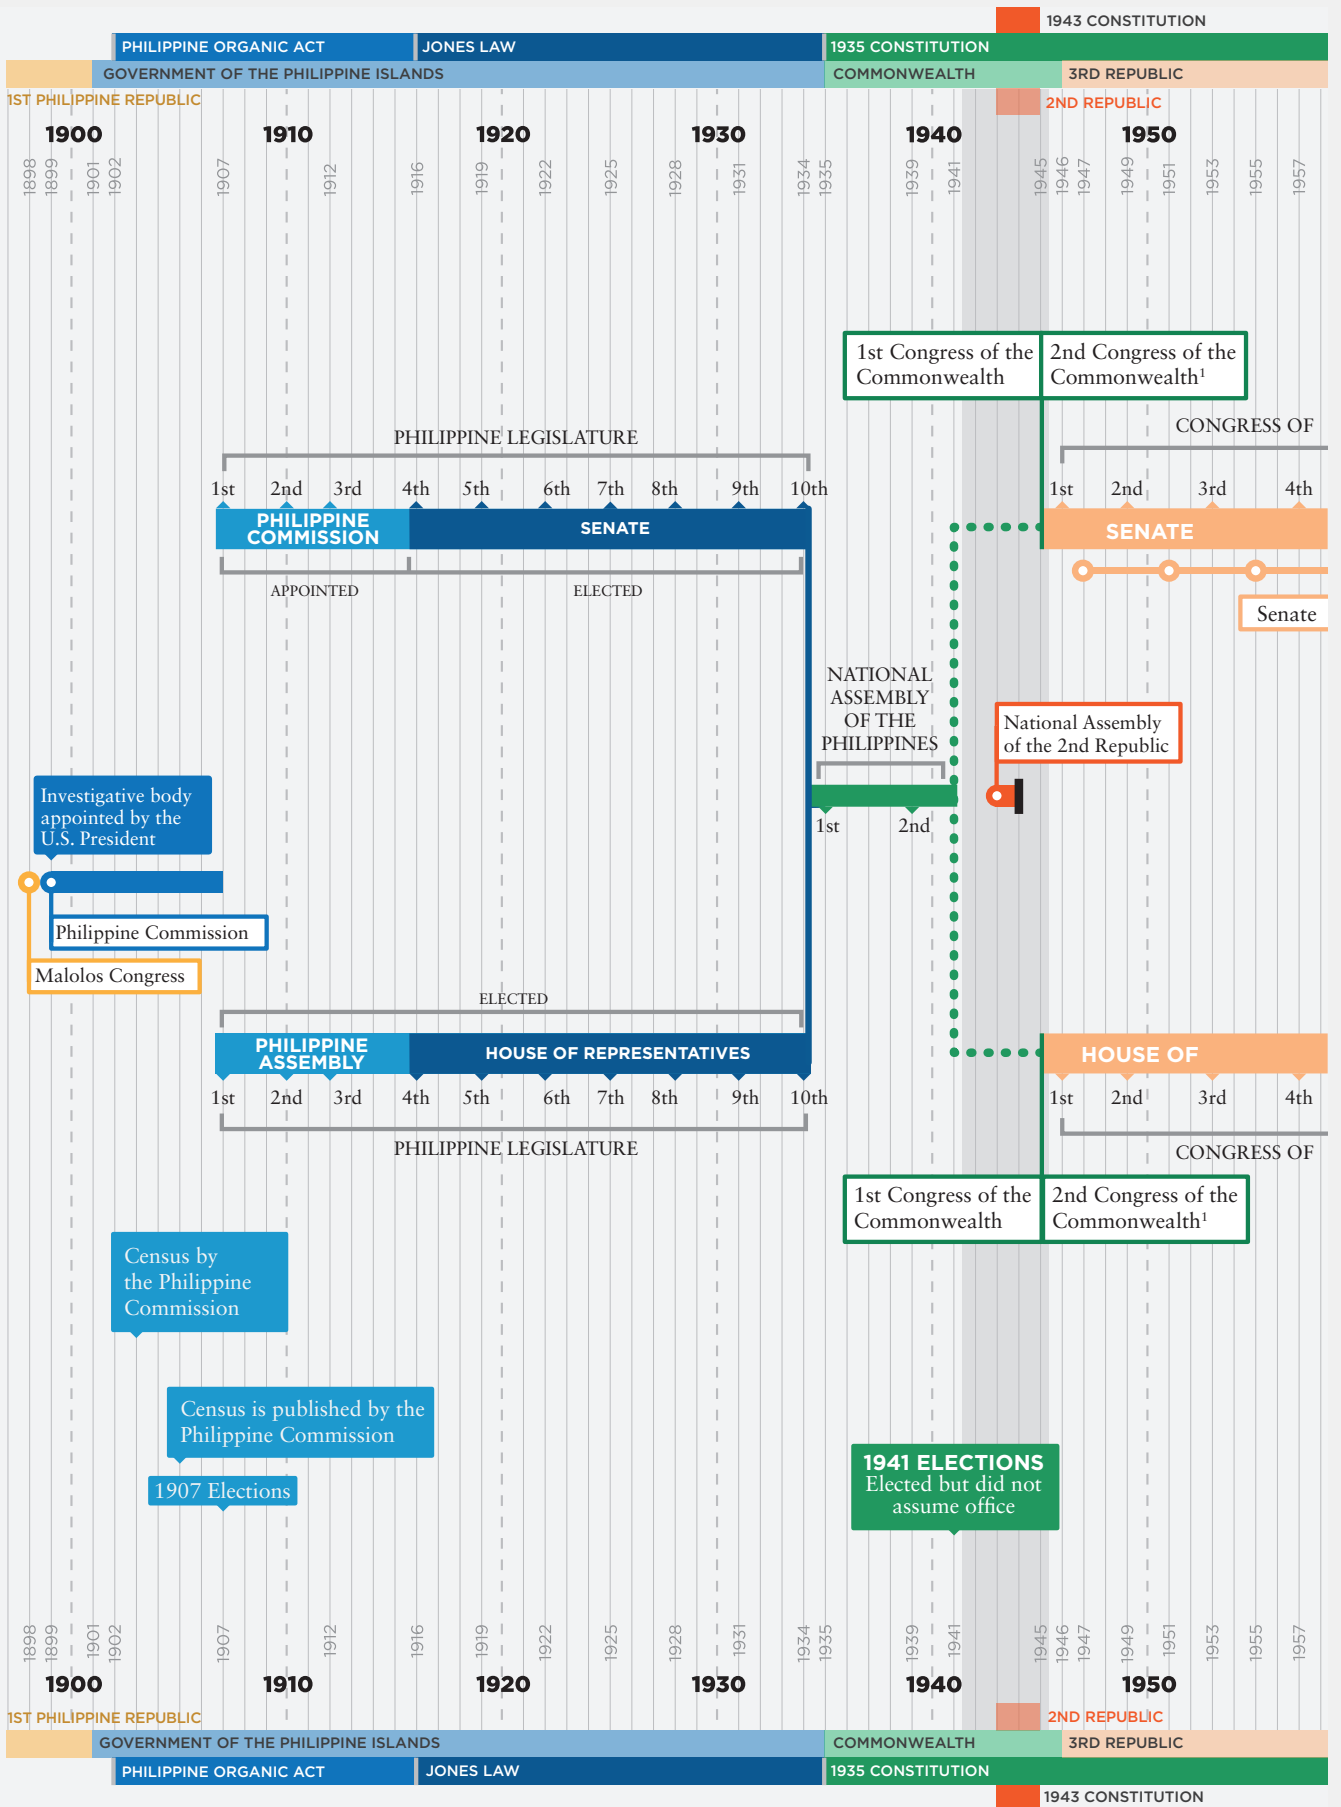 1943 CONSTITUTION
PHILIPPINE ORGANIC ACT JONES LAW 1935 CONSTITUTION
GOVERNMENT OF THE PHILIPPINE ISLANDS COMMONWEALTH 3RD REPUBLIC
1ST PHILIPPINE REPUBLIC 2ND REPUBLIC
1900 1910 1920 1930 1940 1950
1898 1899 1901 1902 1907 1912 1916 1919 1922 1925 1928 1931 1934 1935 1939 1941 1945 1946 1947 1949 1951 1953 1955 1957
1st Congress of the
Commonwealth
2nd Congress of the
Commonwealth¹
CONGRESS OF
PHILIPPINE LEGISLATURE
1st 2nd 3rd 4th 5th 6th 7th 8th 9th 10th
1st 2nd 3rd 4th
PHILIPPINE
COMMISSION
SENATE
SENATE
APPOINTED
ELECTED
Senate
NATIONAL
ASSEMBLY
OF THE
PHILIPPINES
National Assembly
of the 2nd Republic
1st 2nd
Investigative body
appointed by the
U.S. President
Philippine Commission
Malolos Congress
ELECTED
PHILIPPINE
ASSEMBLY
HOUSE OF REPRESENTATIVES
HOUSE OF
1st 2nd 3rd 4th 5th 6th 7th 8th 9th 10th
1st 2nd 3rd 4th
PHILIPPINE LEGISLATURE
CONGRESS OF
1st Congress of the
Commonwealth
2nd Congress of the
Commonwealth¹
Census by
the Philippine
Commission
Census is published by the
Philippine Commission
1907 Elections
1941 ELECTIONS
Elected but did not
assume office
1898 1899 1901 1902 1907 1912 1916 1919 1922 1925 1928 1931 1934 1935 1939 1941 1945 1946 1947 1949 1951 1953 1955 1957
1900 1910 1920 1930 1940 1950
1ST PHILIPPINE REPUBLIC 2ND REPUBLIC
GOVERNMENT OF THE PHILIPPINE ISLANDS COMMONWEALTH 3RD REPUBLIC
PHILIPPINE ORGANIC ACT JONES LAW 1935 CONSTITUTION
1943 CONSTITUTION